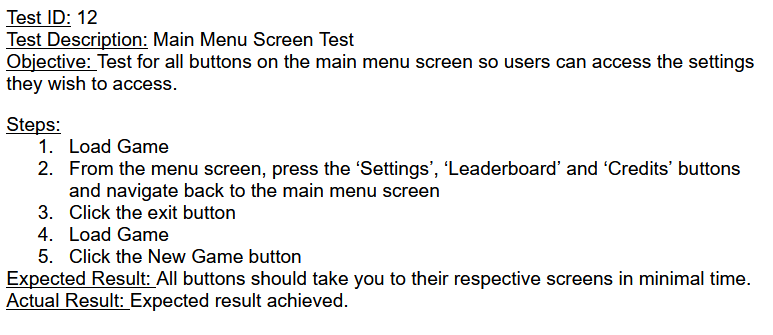 Test ID: 12
Test Description: Main Menu Screen Test
Objective: Test for all buttons on the main menu screen so users can access the settings
they wish to access.
Steps:
1. Load Game
2. From the menu screen, press the ‘Settings’, ‘Leaderboard’ and ‘Credits’ buttons
and navigate back to the main menu screen
3. Click the exit button
4. Load Game
5. Click the New Game button
Expected Result: All buttons should take you to their respective screens in minimal time.
Actual Result: Expected result achieved.